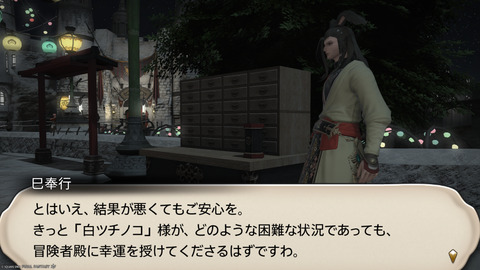 巳奉行
とはいえ、結果が悪くてもご安心を。
きっと「白ツチノコ」様が、どのような困難な状況であっても、
冒険者殿に幸運を授けてくださるはずですわ。